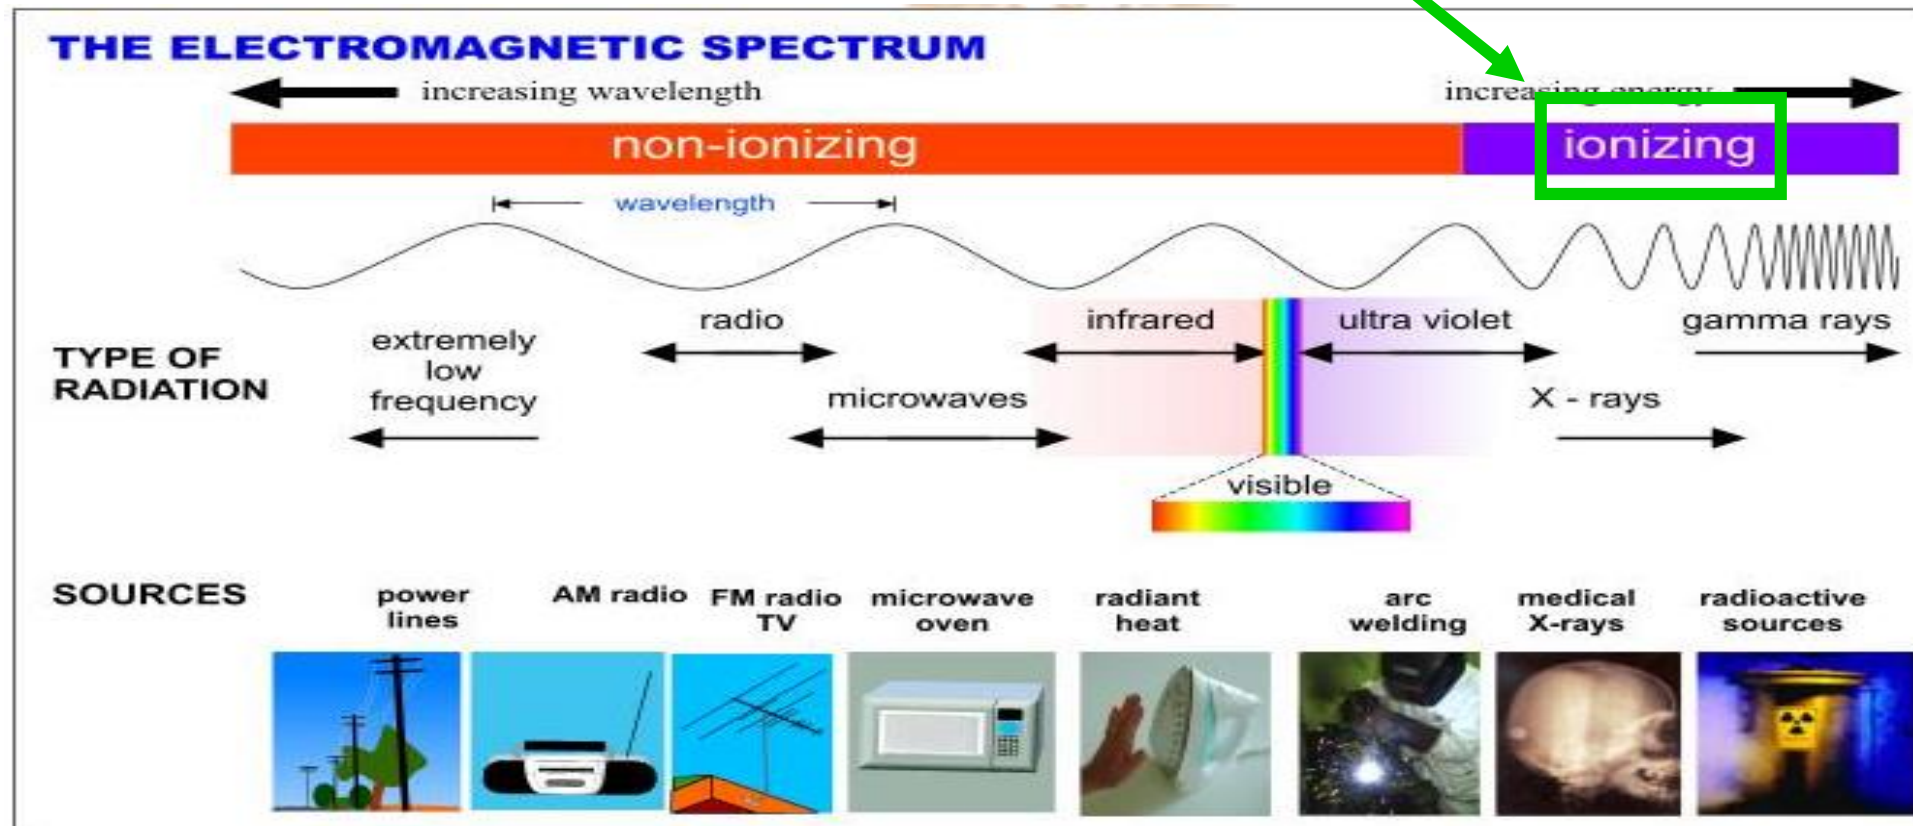 THE ELECTROMAGNETIC SPECTRUM
increasing wavelength
increasing energy
non-ionizing
ionizing
wavelength
TYPE OF
RADIATION
extremely
low
frequency
radio
microwaves
infrared
ultra violet
X - rays
gamma rays
visible
SOURCES
power
lines
AM radio
FM radio
TV
microwave
oven
radiant
heat
arc
welding
medical
X-rays
radioactive
sources